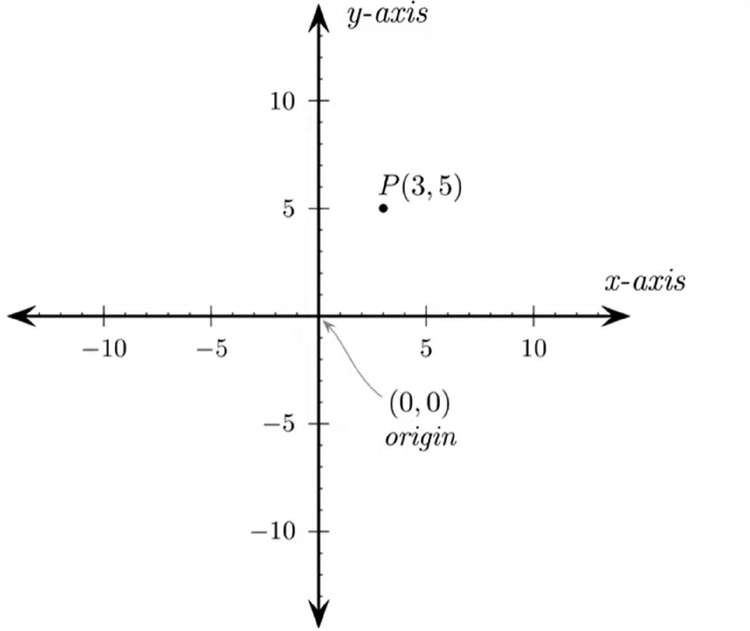 y-axis
10
P(3, 5)
5
x-axis
−10 −5 5 10
(0, 0)
−5 origin
−10